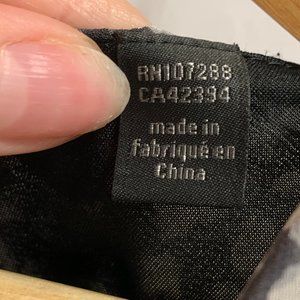 RN107288
CA42394
made in
fabriqué en
China